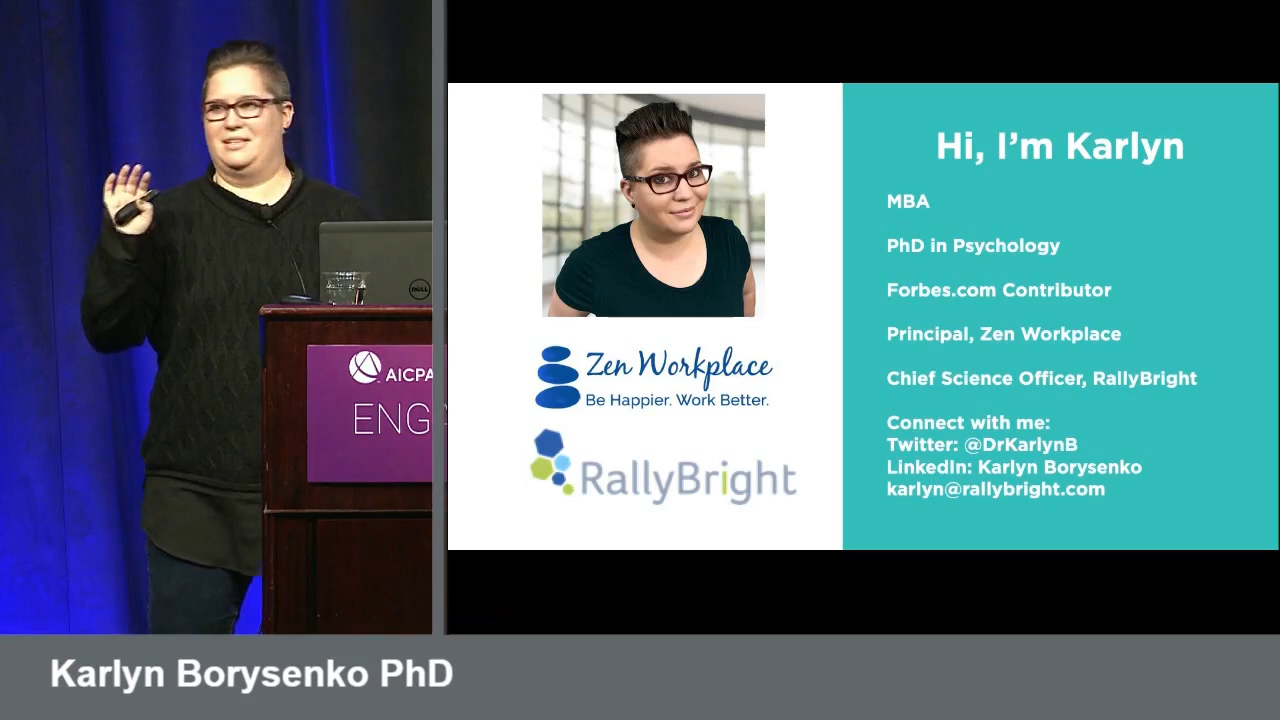 DELL
AICPA
ENGA
Zen Workplace
Be Happier. Work Better.
RallyBright
Hi, I'm Karlyn
MBA
PhD in Psychology
Forbes.com Contributor
Principal, Zen Workplace
Chief Science Officer, RallyBright
Connect with me:
Twitter: @DrKarlynB
LinkedIn: Karlyn Borysenko
karlyn@rallybright.com
Karlyn Borysenko PhD